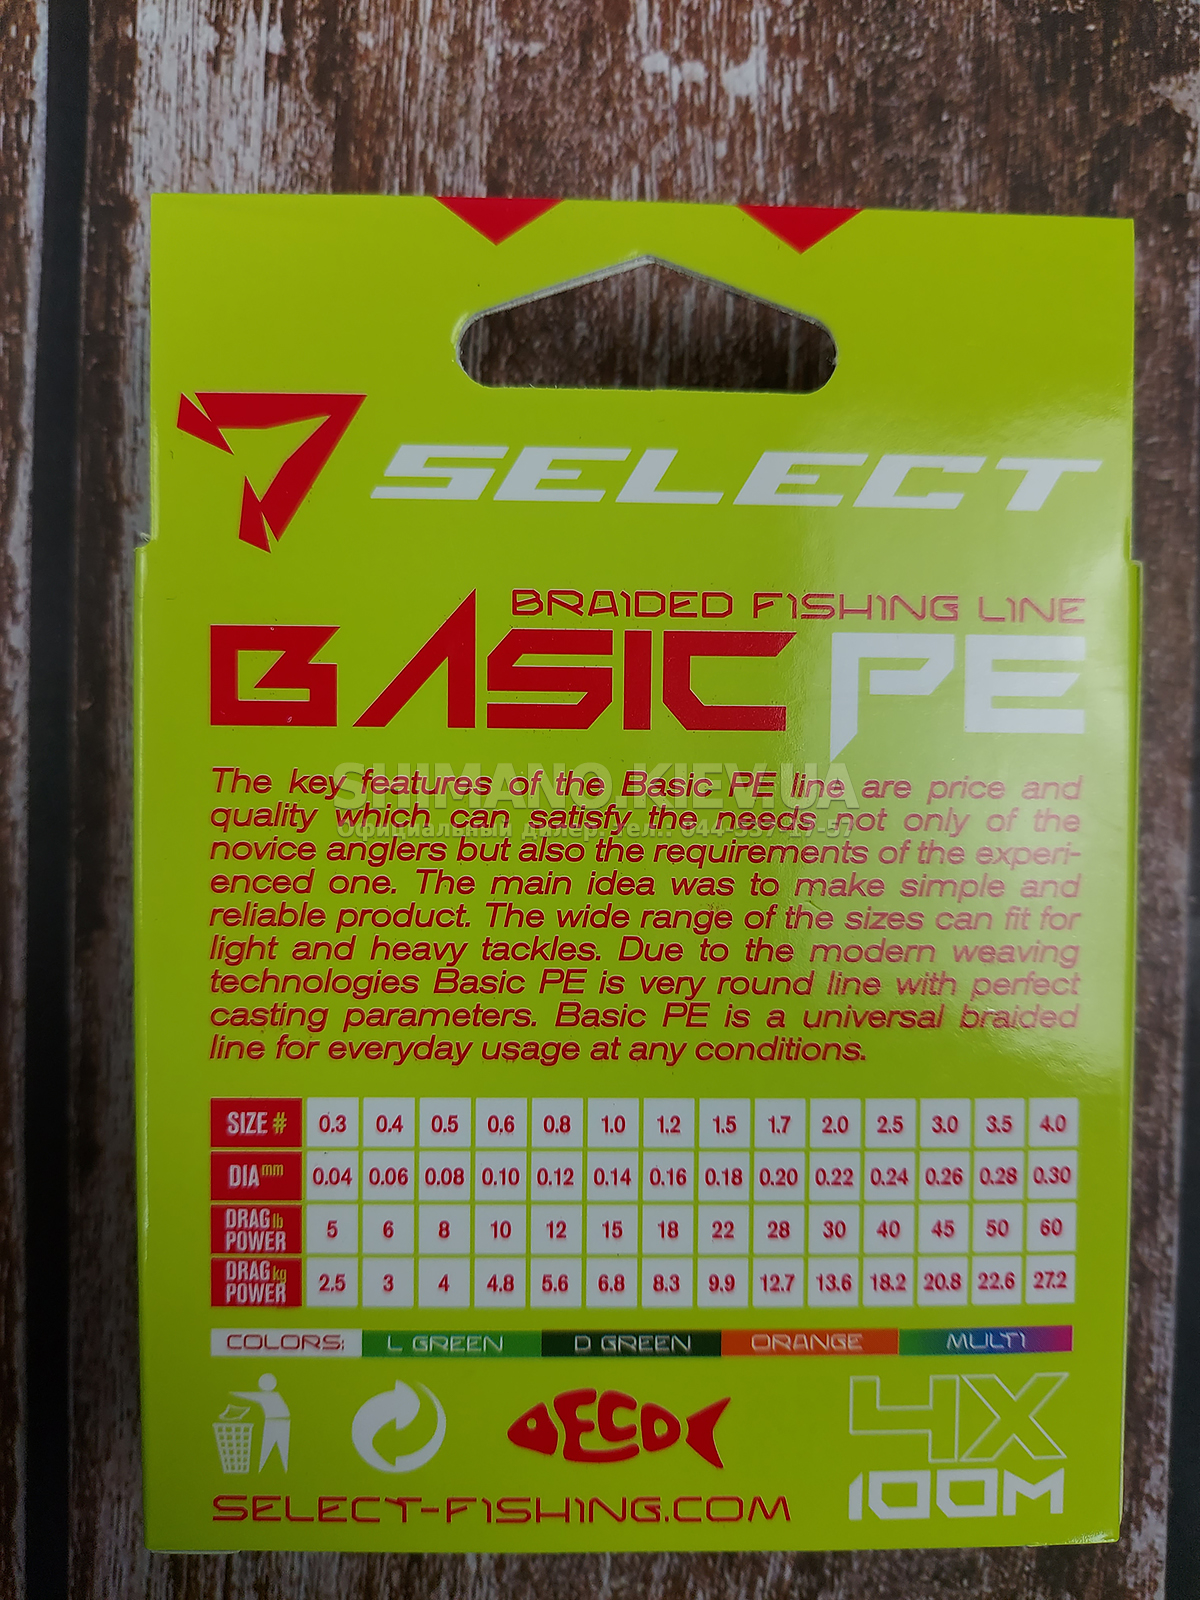 SELECT
BRAIDED FISHING LINE
BASIC PE
The key features of the Basic PE line are price and
quality which can satisfy the needs not only of the
novice anglers but also the requirements of the experi-
enced one. The main idea was to make simple and
reliable product. The wide range of the sizes can fit for
light and heavy tackles. Due to the modern weaving
technologies Basic PE is very round line with perfect
casting parameters. Basic PE is a universal braided
line for everyday usage at any conditions.
SHIMANO.KIEV.UA
Официальный дилер. тел.:
SIZE # 0.3 0.4 0.5 0.6 0.8 1.0 1.2 1.5 1.7 2.0 2.5 3.0 3.5 4.0
DIA mm 0.04 0.06 0.08 0.10 0.12 0.14 0.16 0.18 0.20 0.22 0.24 0.26 0.28 0.30
DRAG lb POWER 5 6 8 10 12 15 18 22 28 30 40 45 50 60
DRAG kg POWER 2.5 3 4 4.8 5.6 6.8 8.3 9.9 12.7 13.6 18.2 20.8 22.6 27.2
COLORS: L GREEN D GREEN ORANGE MULTI
ECO
4X
100M
SELECT-FISHING.COM